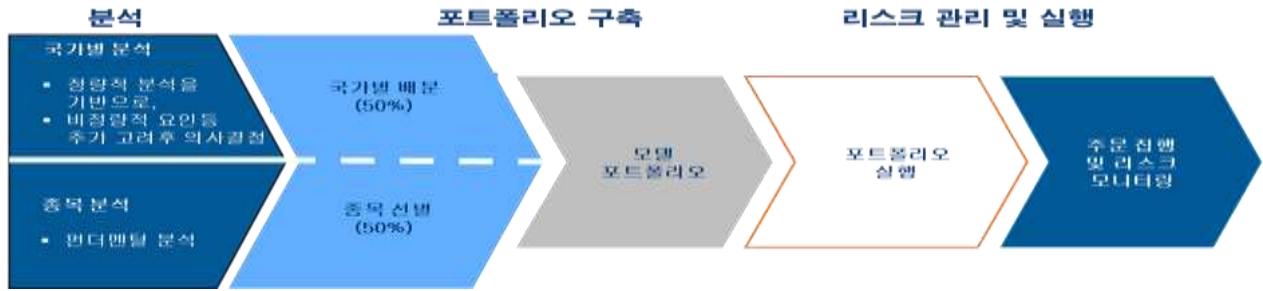 분석
포트폴리오 구축
리스크 관리 및 실행
국가별 분석
▪ 정량적 분석을
기반으로,
▪ 비정량적 요인등
추가 고려후 의사결정
종목 분석
▪ 펀더멘털 분석
국가별 배분
(50%)
종목 선별
(50%)
모델
포트폴리오
포트폴리오
실행
주문 집행
및 리스크
모니터링